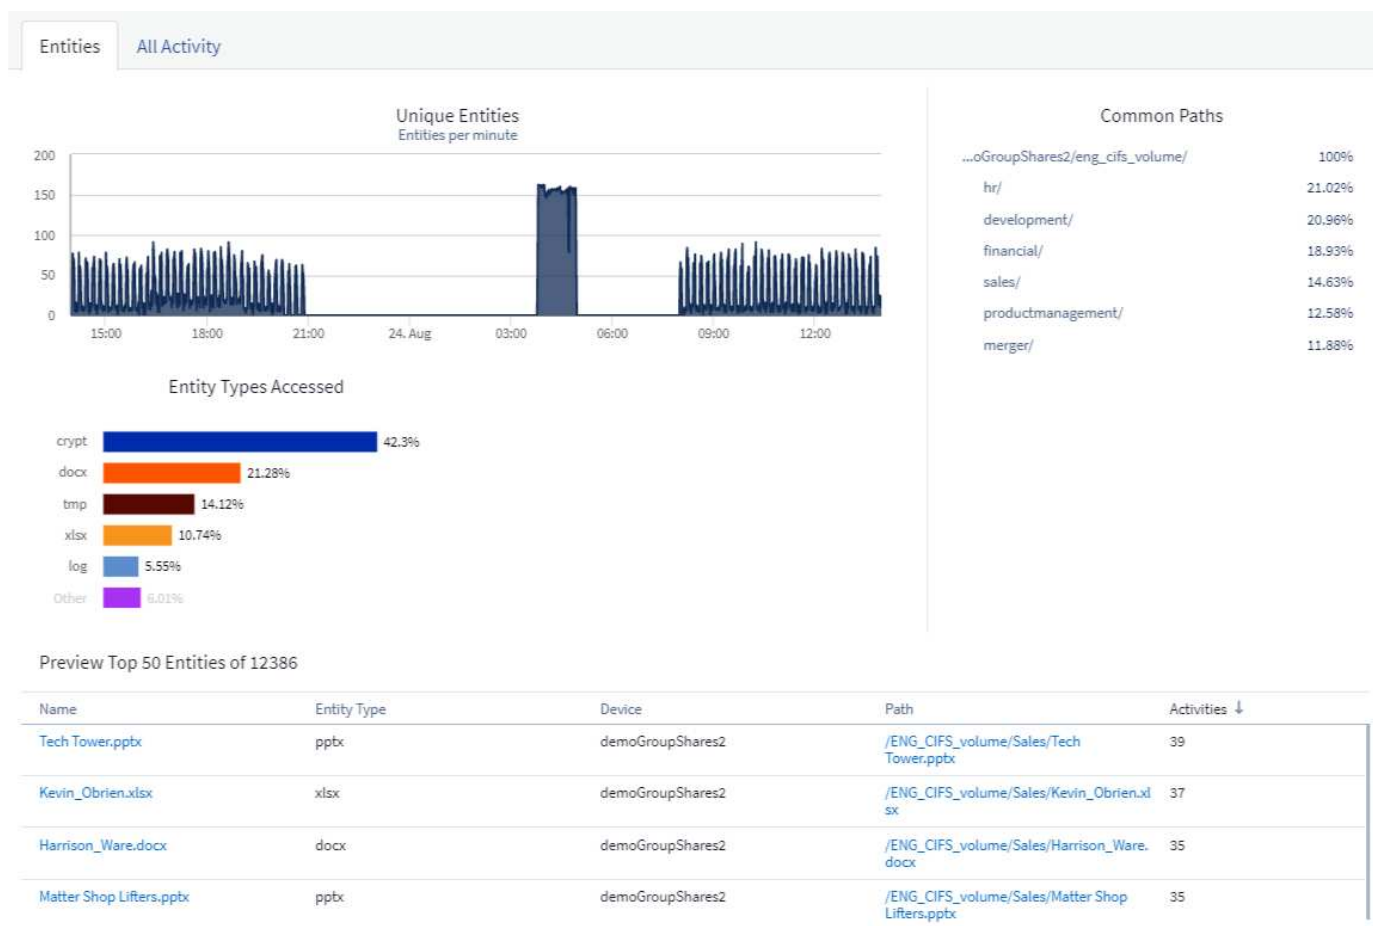 Entities
All Activity
Unique Entities
Entities per minute
200
150
100
50
0
15:00 18:00 21:00 24. Aug 03:00 06:00 09:00 12:00
Common Paths
...oGroupShares2/eng_cifs_volume/ 100%
hr/ 21.02%
development/ 20.96%
financial/ 18.93%
sales/ 14.63%
productmanagement/ 12.58%
merger/ 11.88%
Entity Types Accessed
crypt 42.3%
docx 21.28%
tmp 14.12%
xlsx 10.74%
log 5.55%
Other 6.01%
Preview Top 50 Entities of 12386
Name Entity Type Device Path Activities ↓
Tech Tower.pptx pptx demoGroupShares2 /ENG_CIFS_volume/Sales/Tech 39
Tower.pptx
Kevin_Obrien.xlsx xlsx demoGroupShares2 /ENG_CIFS_volume/Sales/Kevin_Obrien.xl 37
sx
Harrison_Ware.docx docx demoGroupShares2 /ENG_CIFS_volume/Sales/Harrison_Ware. 35
docx
Matter Shop Lifters.pptx pptx demoGroupShares2 /ENG_CIFS_volume/Sales/Matter Shop 35
Lifters.pptx